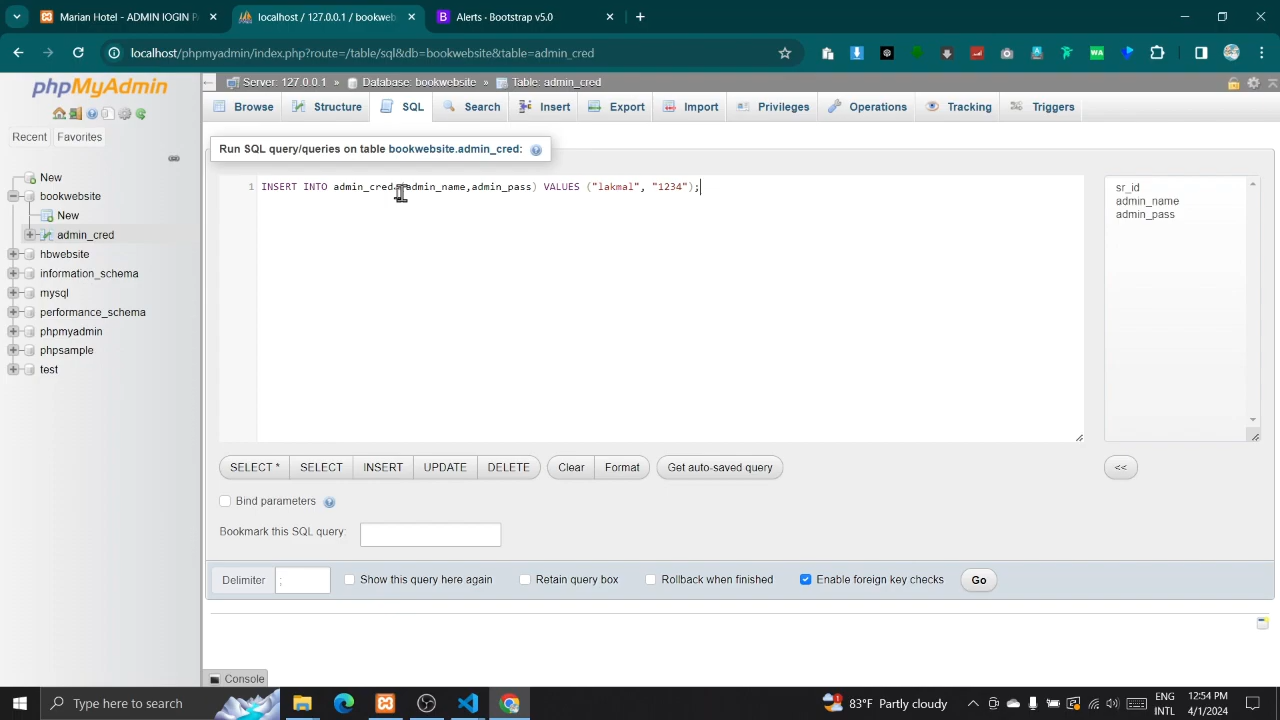 Marian Hotel - ADMIN lOGIN P
localhost / 127.0.0.1 / bookweb
Alerts · Bootstrap v5.0
localhost/phpmyadmin/index.php?route=/table/sql&db=bookwebsite&table=admin_cred
phpMyAdmin
Recent
Favorites
New
bookwebsite
New
admin_cred
hbwebsite
information_schema
mysql
performance_schema
phpmyadmin
phpsample
test
Server: 127.0.0.1 » Database: bookwebsite » Table: admin_cred
Browse
Structure
SQL
Search
Insert
Export
Import
Privileges
Operations
Tracking
Triggers
Run SQL query/queries on table bookwebsite.admin_cred:
1 INSERT INTO admin_cred admin_name,admin_pass) VALUES ("lakmal", "1234");
sr_id
admin_name
admin_pass
SELECT *
SELECT
INSERT
UPDATE
DELETE
Clear
Format
Get auto-saved query
<<
Bind parameters
Bookmark this SQL query:
Delimiter ;
Show this query here again
Retain query box
Rollback when finished
Enable foreign key checks
Go
Console
Type here to search
WA
1
83°F Partly cloudy
ENG
INTL
12:54 PM
4/1/2024